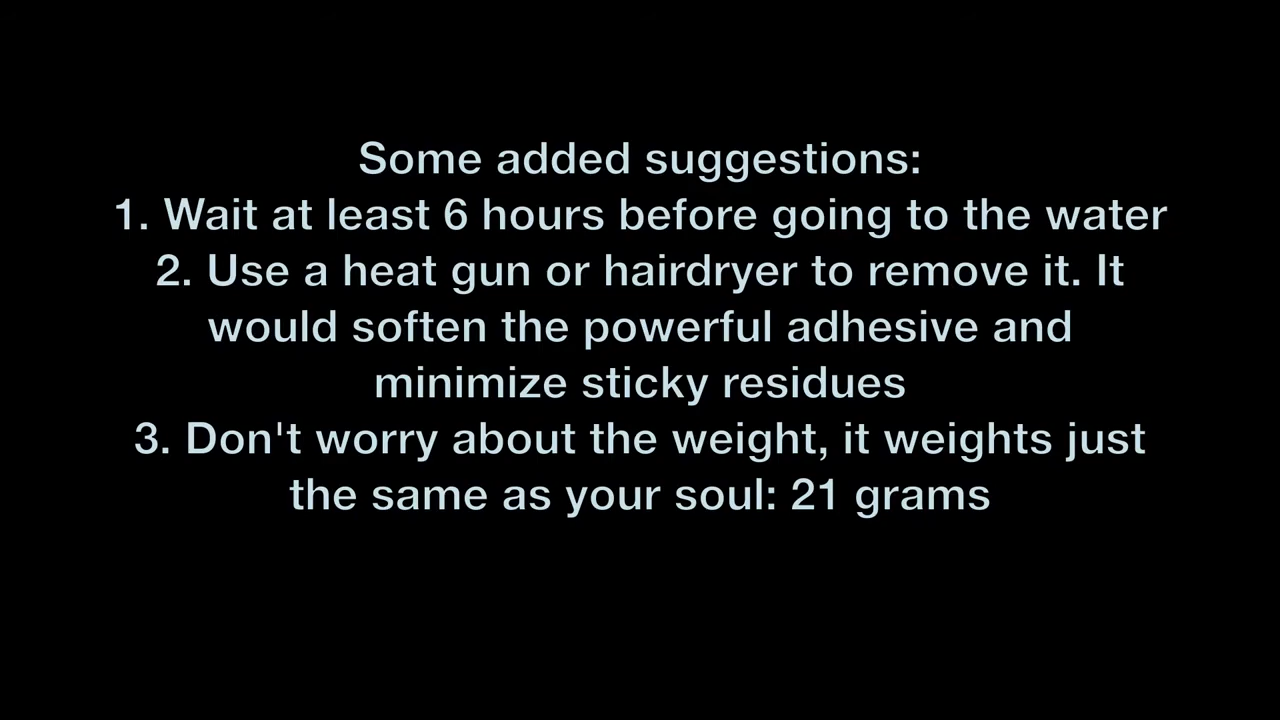 Some added suggestions:
1. Wait at least 6 hours before going to the water
2. Use a heat gun or hairdryer to remove it. It
would soften the powerful adhesive and
minimize sticky residues
3. Don't worry about the weight, it weights just
the same as your soul: 21 grams